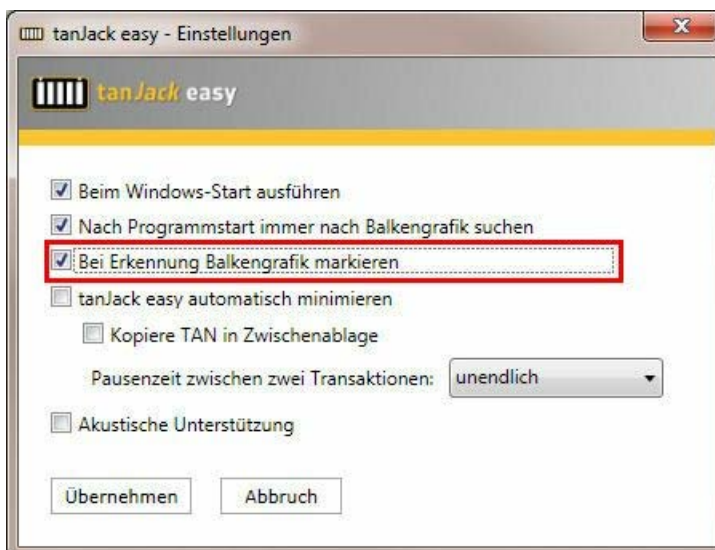 tanJack easy - Einstellungen
tanJack easy
Beim Windows-Start ausführen
Nach Programmstart immer nach Balkengrafik suchen
Bei Erkennung Balkengrafik markieren
tanJack easy automatisch minimieren
Kopiere TAN in Zwischenablage
Pausenzeit zwischen zwei Transaktionen: unendlich
Akustische Unterstützung
Übernehmen Abbruch